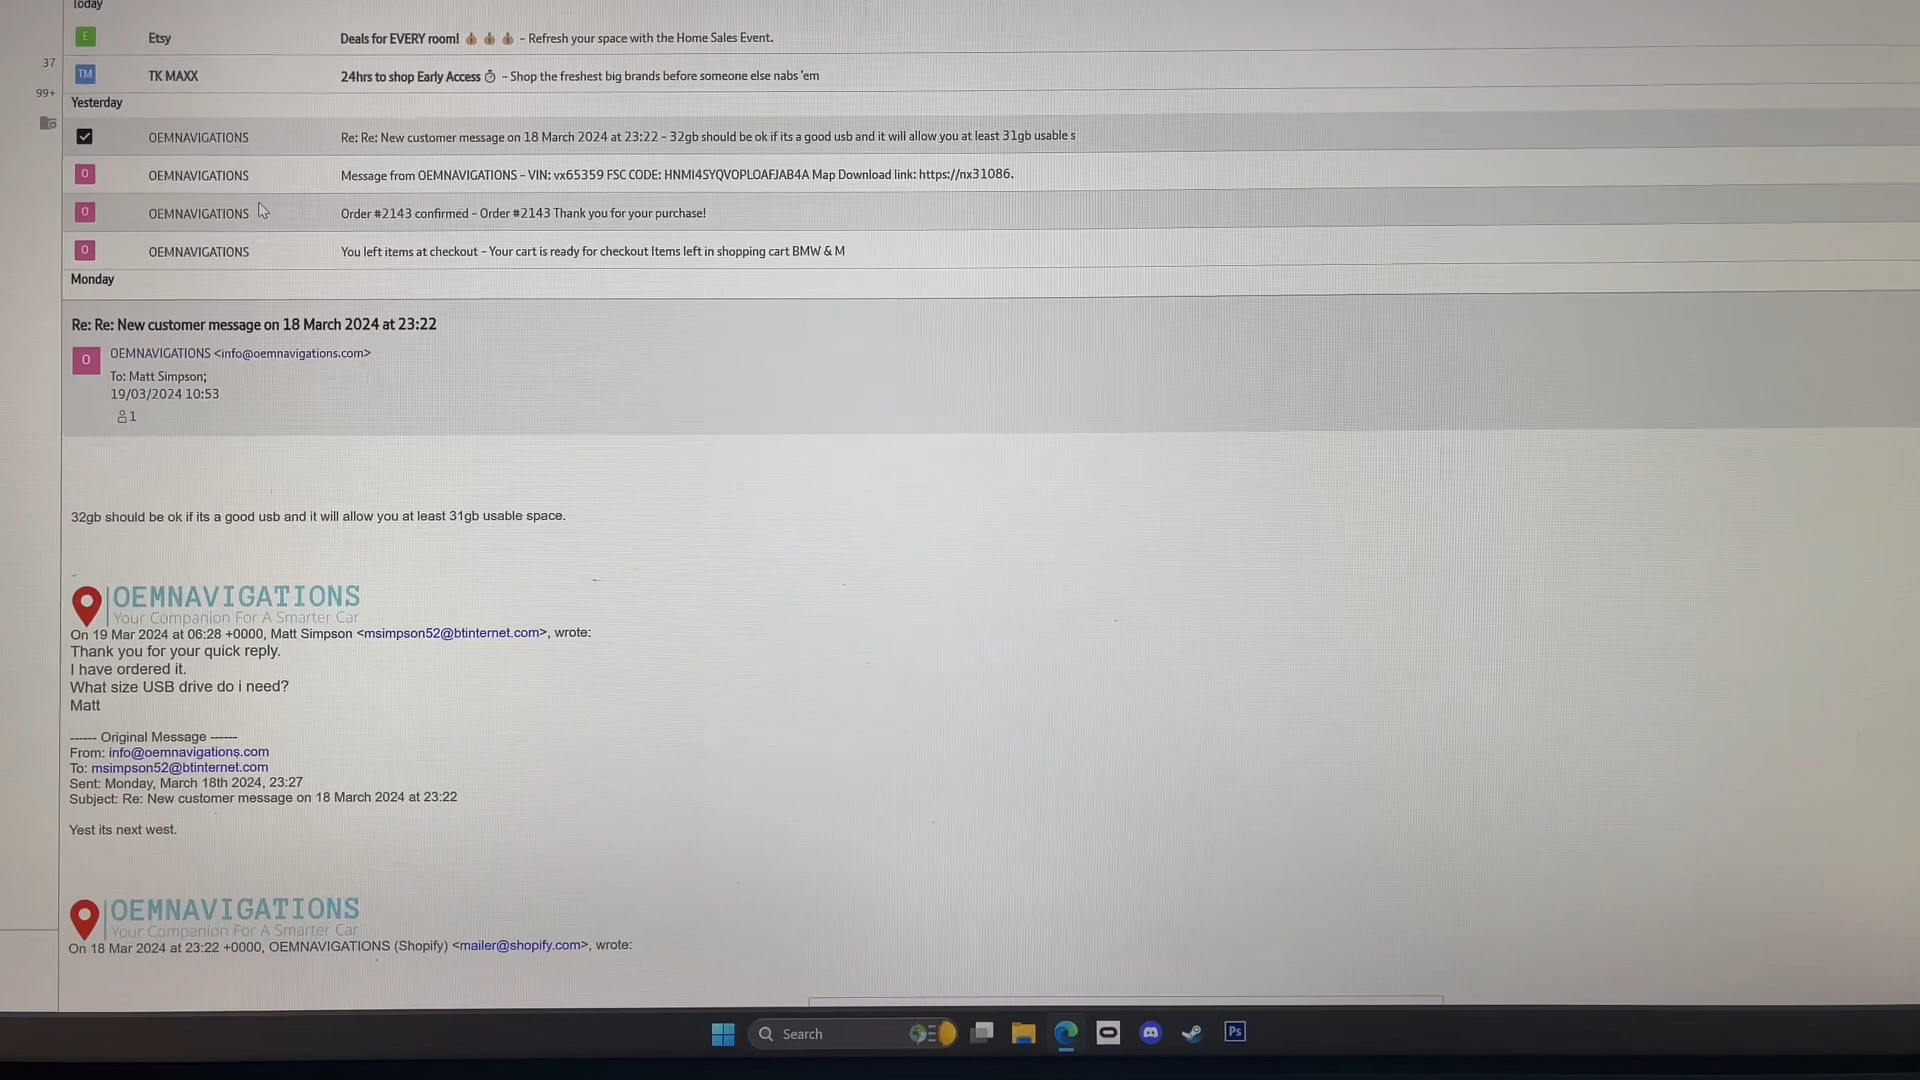 Today
E Etsy Deals for EVERY room! – Refresh your space with the Home Sales Event.
37
TM TK MAXX 24hrs to shop Early Access – Shop the freshest big brands before someone else nabs 'em
99+
Yesterday
OEMNAVIGATIONS Re: Re: New customer message on 18 March 2024 at 23:22 – 32gb should be ok if its a good usb and it will allow you at least 31gb usable s
O OEMNAVIGATIONS Message from OEMNAVIGATIONS – VIN: vx65359 FSC CODE: HNMI4SYQVOPLOAFJAB4A Map Download link: https://nx31086.
O OEMNAVIGATIONS Order #2143 confirmed – Order #2143 Thank you for your purchase!
O OEMNAVIGATIONS You left items at checkout – Your cart is ready for checkout Items left in shopping cart BMW & M
Monday
Re: Re: New customer message on 18 March 2024 at 23:22
O OEMNAVIGATIONS <info@oemnavigations.com>
To: Matt Simpson;
19/03/2024 10:53
1
32gb should be ok if its a good usb and it will allow you at least 31gb usable space.
OEMNAVIGATIONS
Your Companion For A Smarter Car
On 19 Mar 2024 at 06:28 +0000, Matt Simpson <msimpson52@btinternet.com>, wrote:
Thank you for your quick reply.
I have ordered it.
What size USB drive do i need?
Matt
------ Original Message ------
From: info@oemnavigations.com
To: msimpson52@btinternet.com
Sent: Monday, March 18th 2024, 23:27
Subject: Re: New customer message on 18 March 2024 at 23:22
Yest its next west.
OEMNAVIGATIONS
Your Companion For A Smarter Car
On 18 Mar 2024 at 23:22 +0000, OEMNAVIGATIONS (Shopify) <mailer@shopify.com>, wrote:
Search
Ps